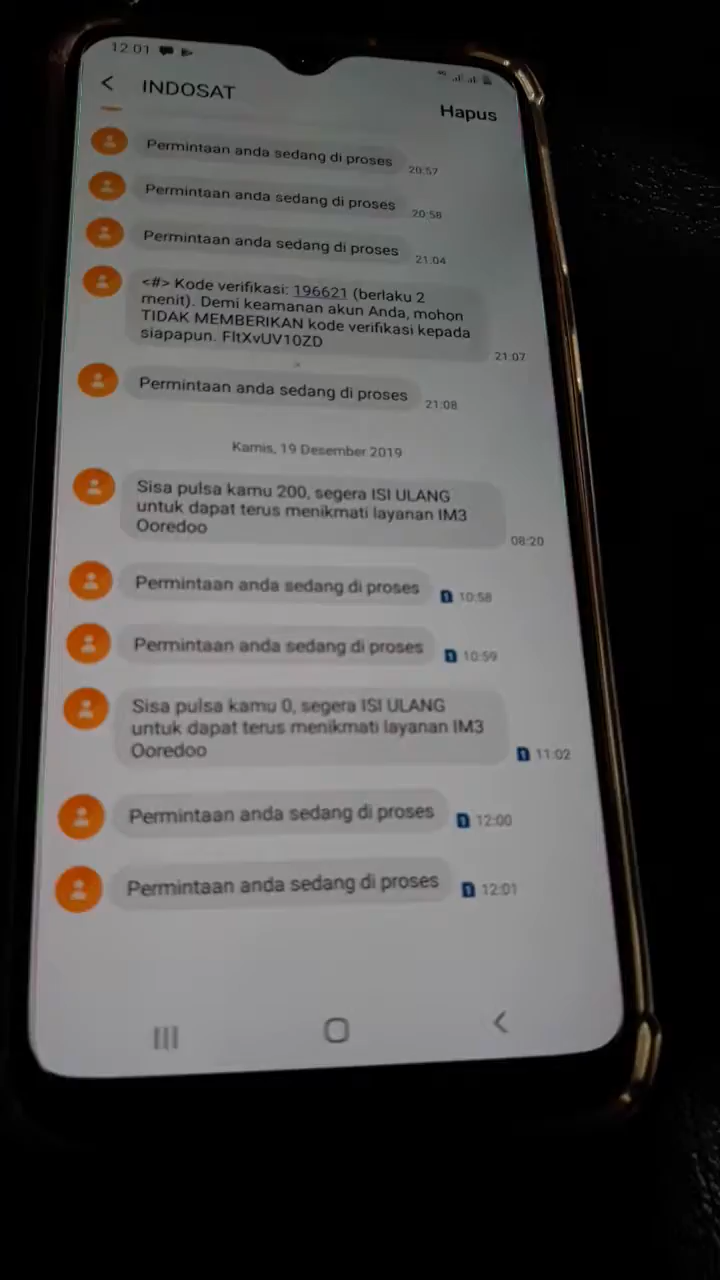 12:01
INDOSAT
Hapus
Permintaan anda sedang di proses
20:57
Permintaan anda sedang di proses
20:58
Permintaan anda sedang di proses
21:04
<#> Kode verifikasi: 196621 (berlaku 2
menit). Demi keamanan akun Anda, mohon
TIDAK MEMBERIKAN kode verifikasi kepada
siapapun. FltXvUV10ZD
21:07
Permintaan anda sedang di proses
21:08
Kamis, 19 Desember 2019
Sisa pulsa kamu 200, segera ISI ULANG
untuk dapat terus menikmati layanan IM3
Ooredoo
08:20
Permintaan anda sedang di proses
1 10:58
Permintaan anda sedang di proses
1 10:59
Sisa pulsa kamu 0, segera ISI ULANG
untuk dapat terus menikmati layanan IM3
Ooredoo
1 11:02
Permintaan anda sedang di proses
1 12:00
Permintaan anda sedang di proses
1 12:01